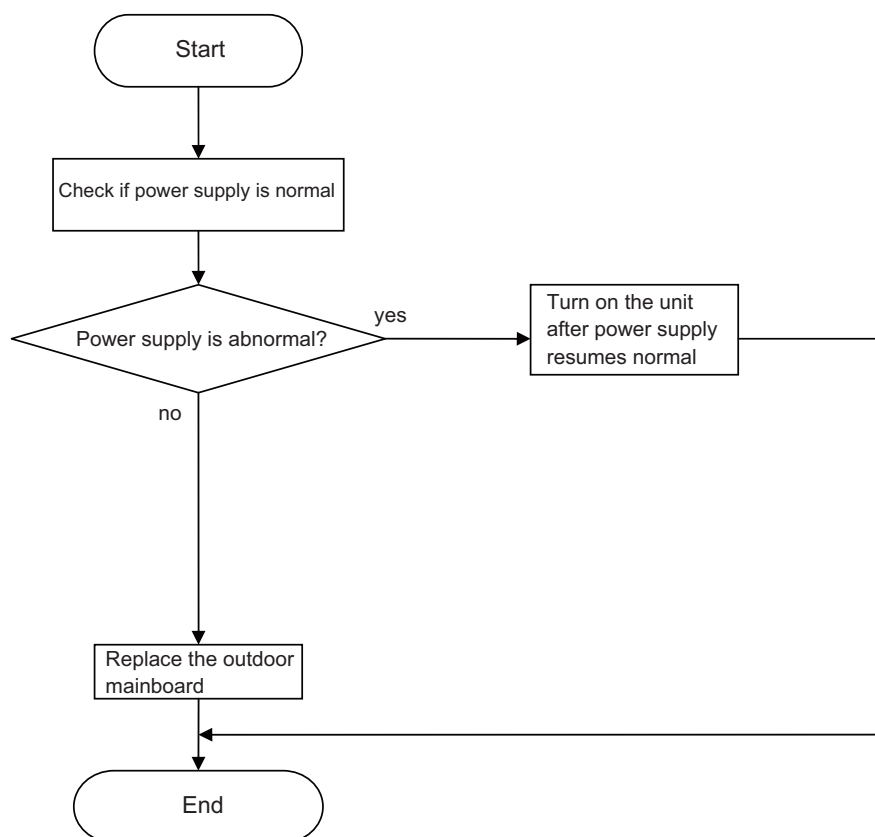 Start
Check if power supply is normal
Power supply is abnormal?
yes
Turn on the unit
after power supply
resumes normal
no
Replace the outdoor
mainboard
End